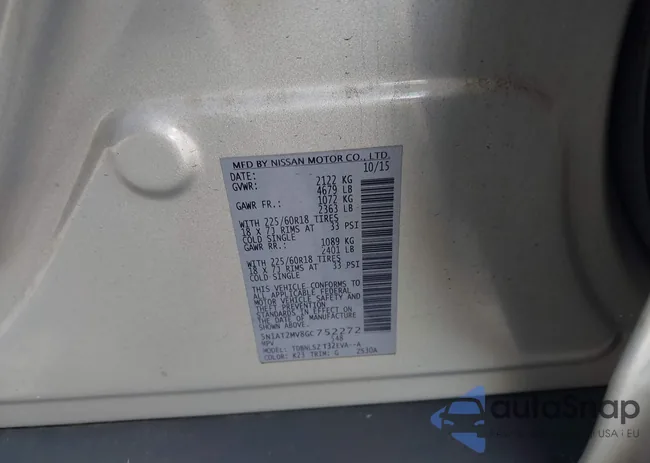 MFD BY NISSAN MOTOR CO., LTD.
DATE: 10/15
GVWR: 2122 KG
4679 LB
GAWR FR.: 1072 KG
2363 LB
WITH 225/60R18 TIRES
18 X 7J RIMS AT 33 PSI
COLD SINGLE
GAWR RR.: 1089 KG
2401 LB
WITH 225/60R18 TIRES
18 X 7J RIMS AT 33 PSI
COLD SINGLE
THIS VEHICLE CONFORMS TO
ALL APPLICABLE FEDERAL
MOTOR VEHICLE SAFETY AND
THEFT PREVENTION
STANDARDS IN EFFECT ON
THE DATE OF MANUFACTURE
SHOWN ABOVE.
5N1AT2MV8GC752272
MPV 548
MODEL:
COLOR: K23 TRIM: G 2530A
autoSnap
USA · EU